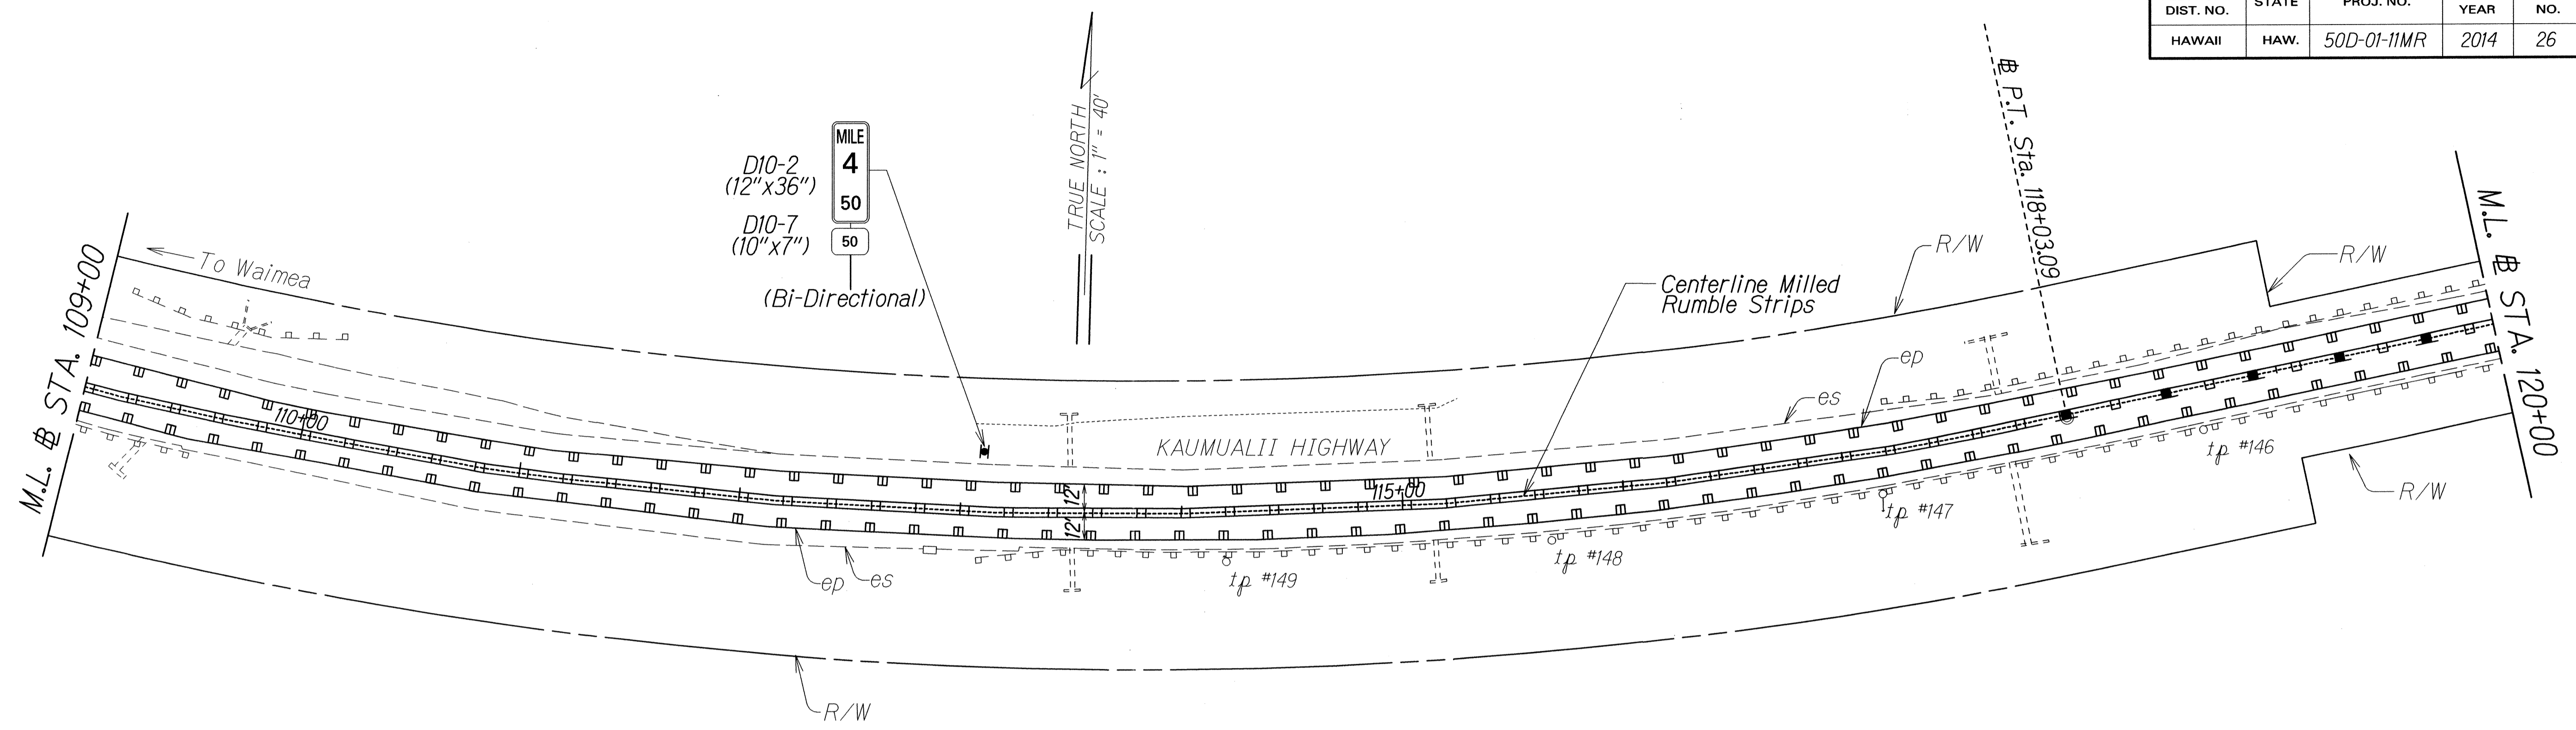 DIST. NO. STATE PROJ. NO. YEAR NO.
HAWAII HAW. 50D-01-11MR 2014 26
MILE
4
50
D10-2
(12"x36")
D10-7
(10"x7")
50
(Bi-Directional)
TRUE NORTH
SCALE : 1" = 40'
P.T. Sta. 118+03.09
M.L. STA. 109+00
To Waimea
R/W
R/W
Centerline Milled
Rumble Strips
M.L. STA. 120+00
ep
es
110+00
KAUMUALII HIGHWAY
115+00
12'
12'
tp #146
R/W
tp #147
tp #148
tp #149
ep
es
R/W